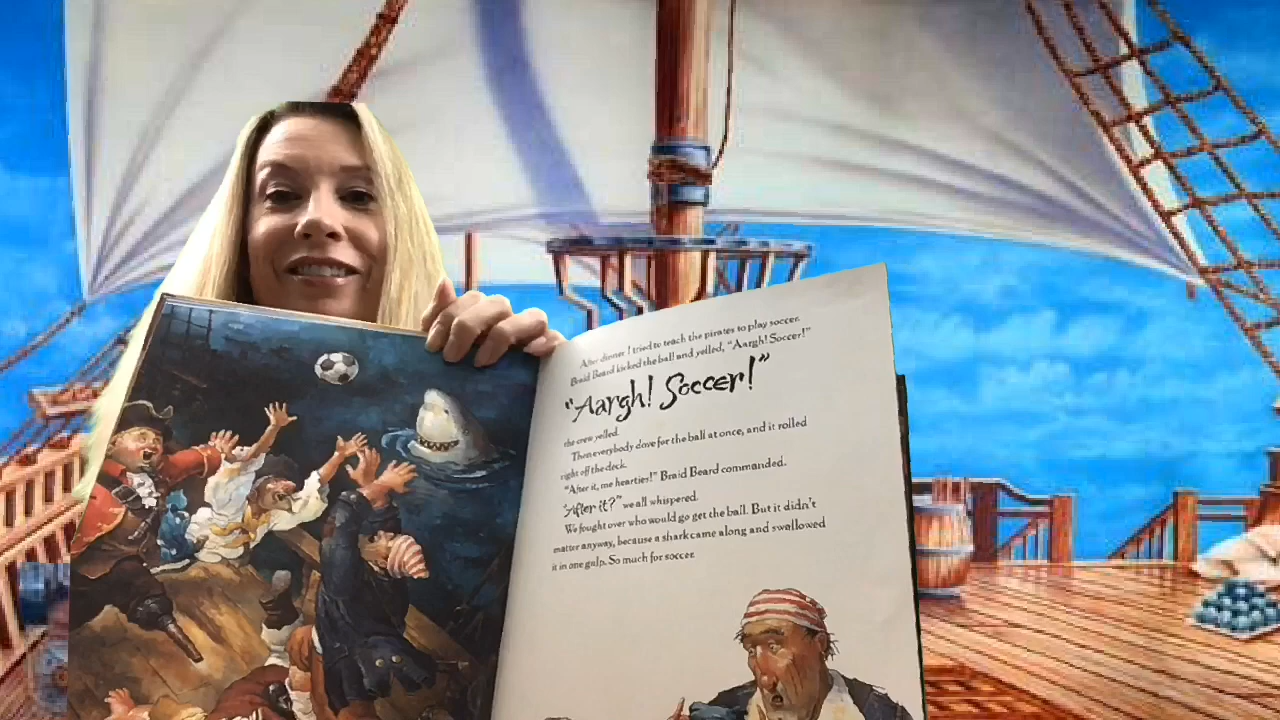 After dinner I tried to teach the pirates to play soccer.
Braid Beard kicked the ball and yelled, "Aargh! Soccer!"
"Aargh! Soccer!"
the crew yelled.
Then everybody dove for the ball at once, and it rolled
right off the deck.
"After it, me hearties!" Braid Beard commanded.
"After it?" we all whispered.
We fought over who would go get the ball. But it didn't
matter anyway, because a shark came along and swallowed
it in one gulp. So much for soccer.